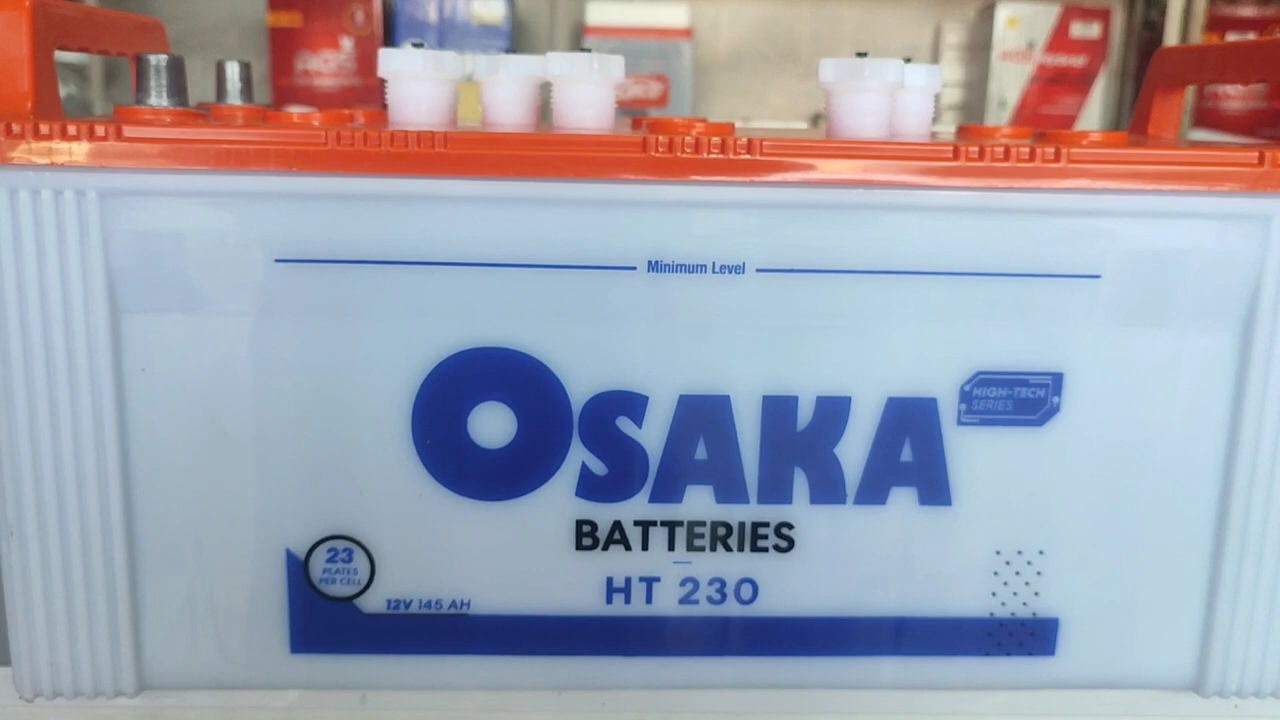 Minimum Level
OSAKA
HIGH-TECH
SERIES
BATTERIES
23
PLATES
PER CELL
HT 230
12V 145 AH